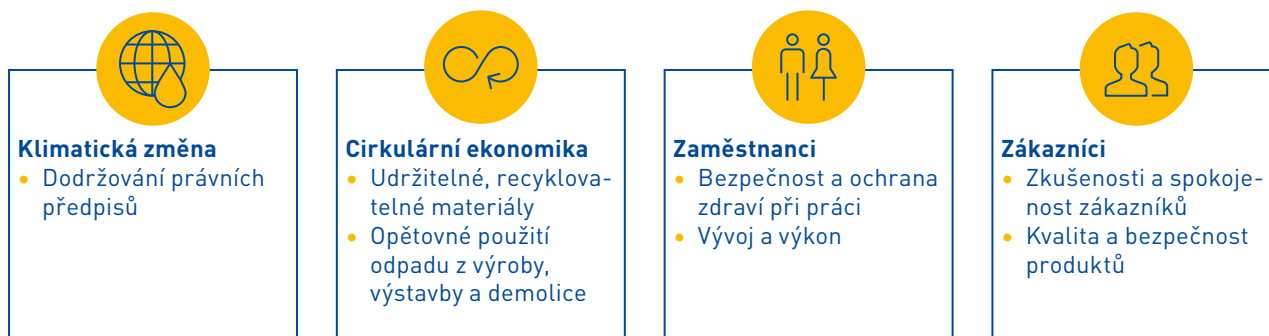 Klimatická změna
• Dodržování právních
předpisů
Cirkulární ekonomika
• Udržitelné, recyklova-
telné materiály
• Opětovné použití
odpadu z výroby,
výstavby a demolice
Zaměstnanci
• Bezpečnost a ochrana
zdraví při práci
• Vývoj a výkon
Zákazníci
• Zkušenosti a spokoje-
nost zákazníků
• Kvalita a bezpečnost
produktů